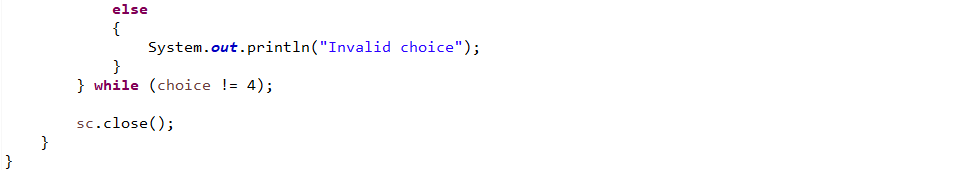 else
{
System.out.println("Invalid choice");
}
} while (choice != 4);
sc.close();
}
}